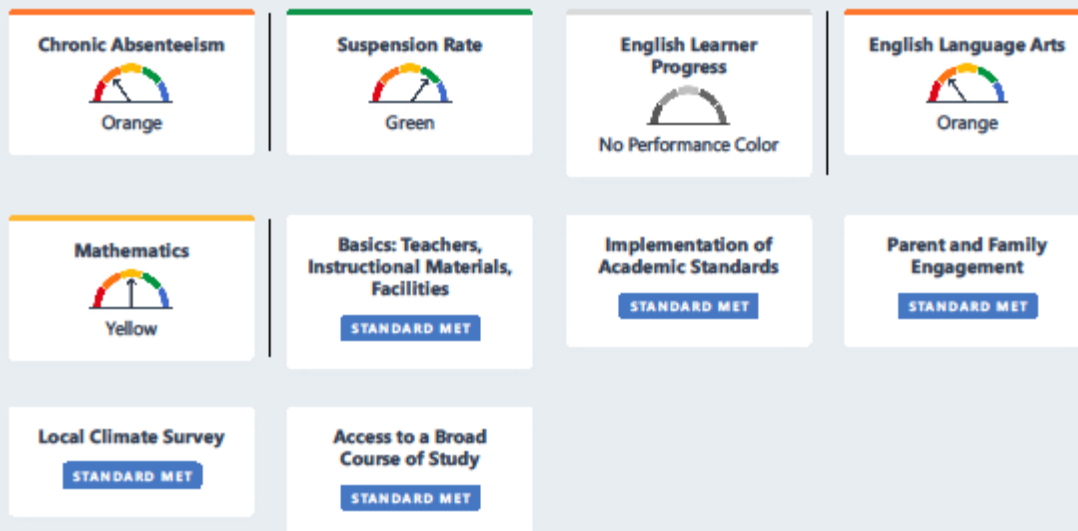 Chronic Absenteeism
Orange
Suspension Rate
Green
English Learner
Progress
No Performance Color
English Language Arts
Orange
Mathematics
Yellow
Basics: Teachers,
Instructional Materials,
Facilities
STANDARD MET
Implementation of
Academic Standards
STANDARD MET
Parent and Family
Engagement
STANDARD MET
Local Climate Survey
STANDARD MET
Access to a Broad
Course of Study
STANDARD MET